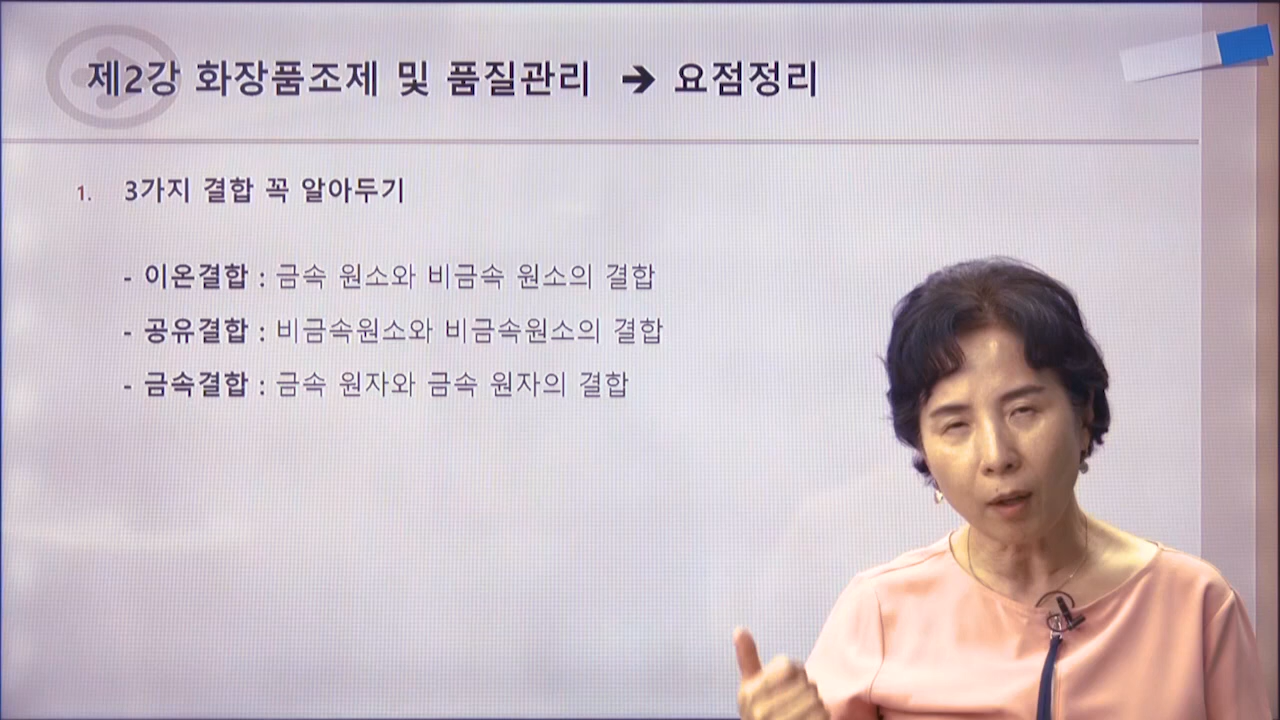 제2강 화장품조제 및 품질관리 ➔ 요점정리
1. 3가지 결합 꼭 알아두기
- 이온결합 : 금속 원소와 비금속 원소의 결합
- 공유결합 : 비금속원소와 비금속원소의 결합
- 금속결합 : 금속 원자와 금속 원자의 결합